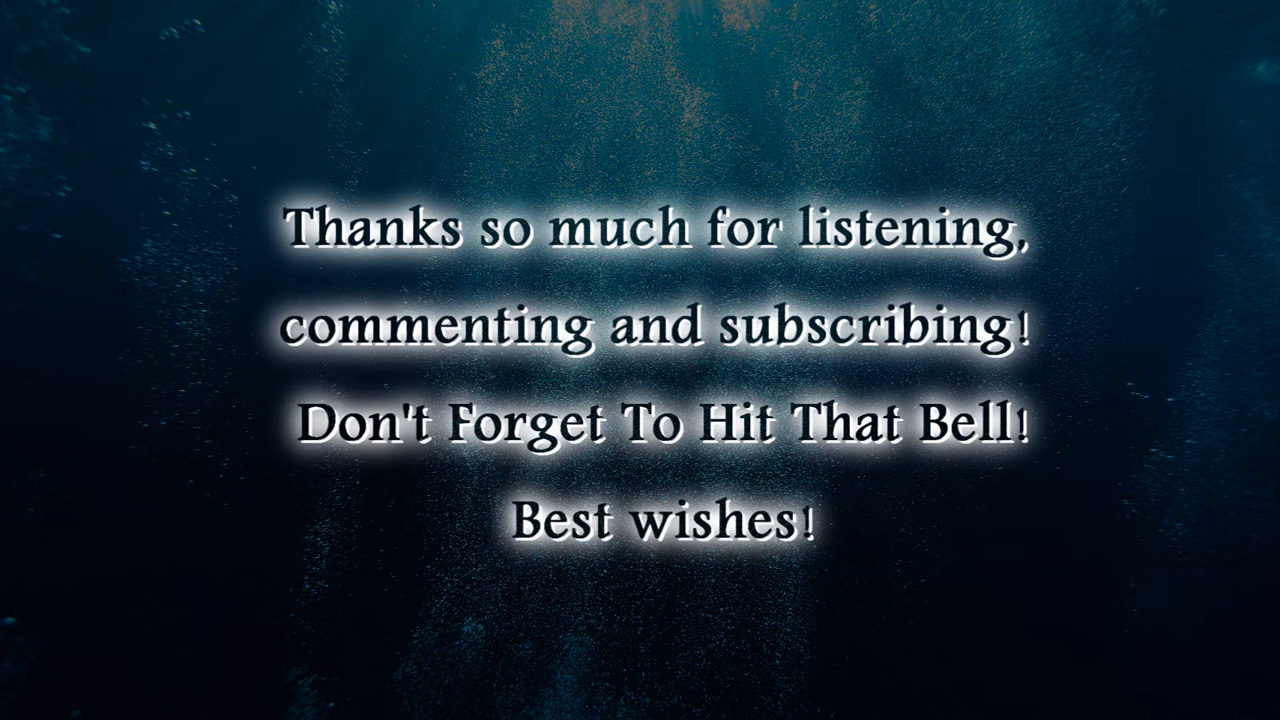 Thanks so much for listening,
commenting and subscribing!
Don't Forget To Hit That Bell!
Best wishes!